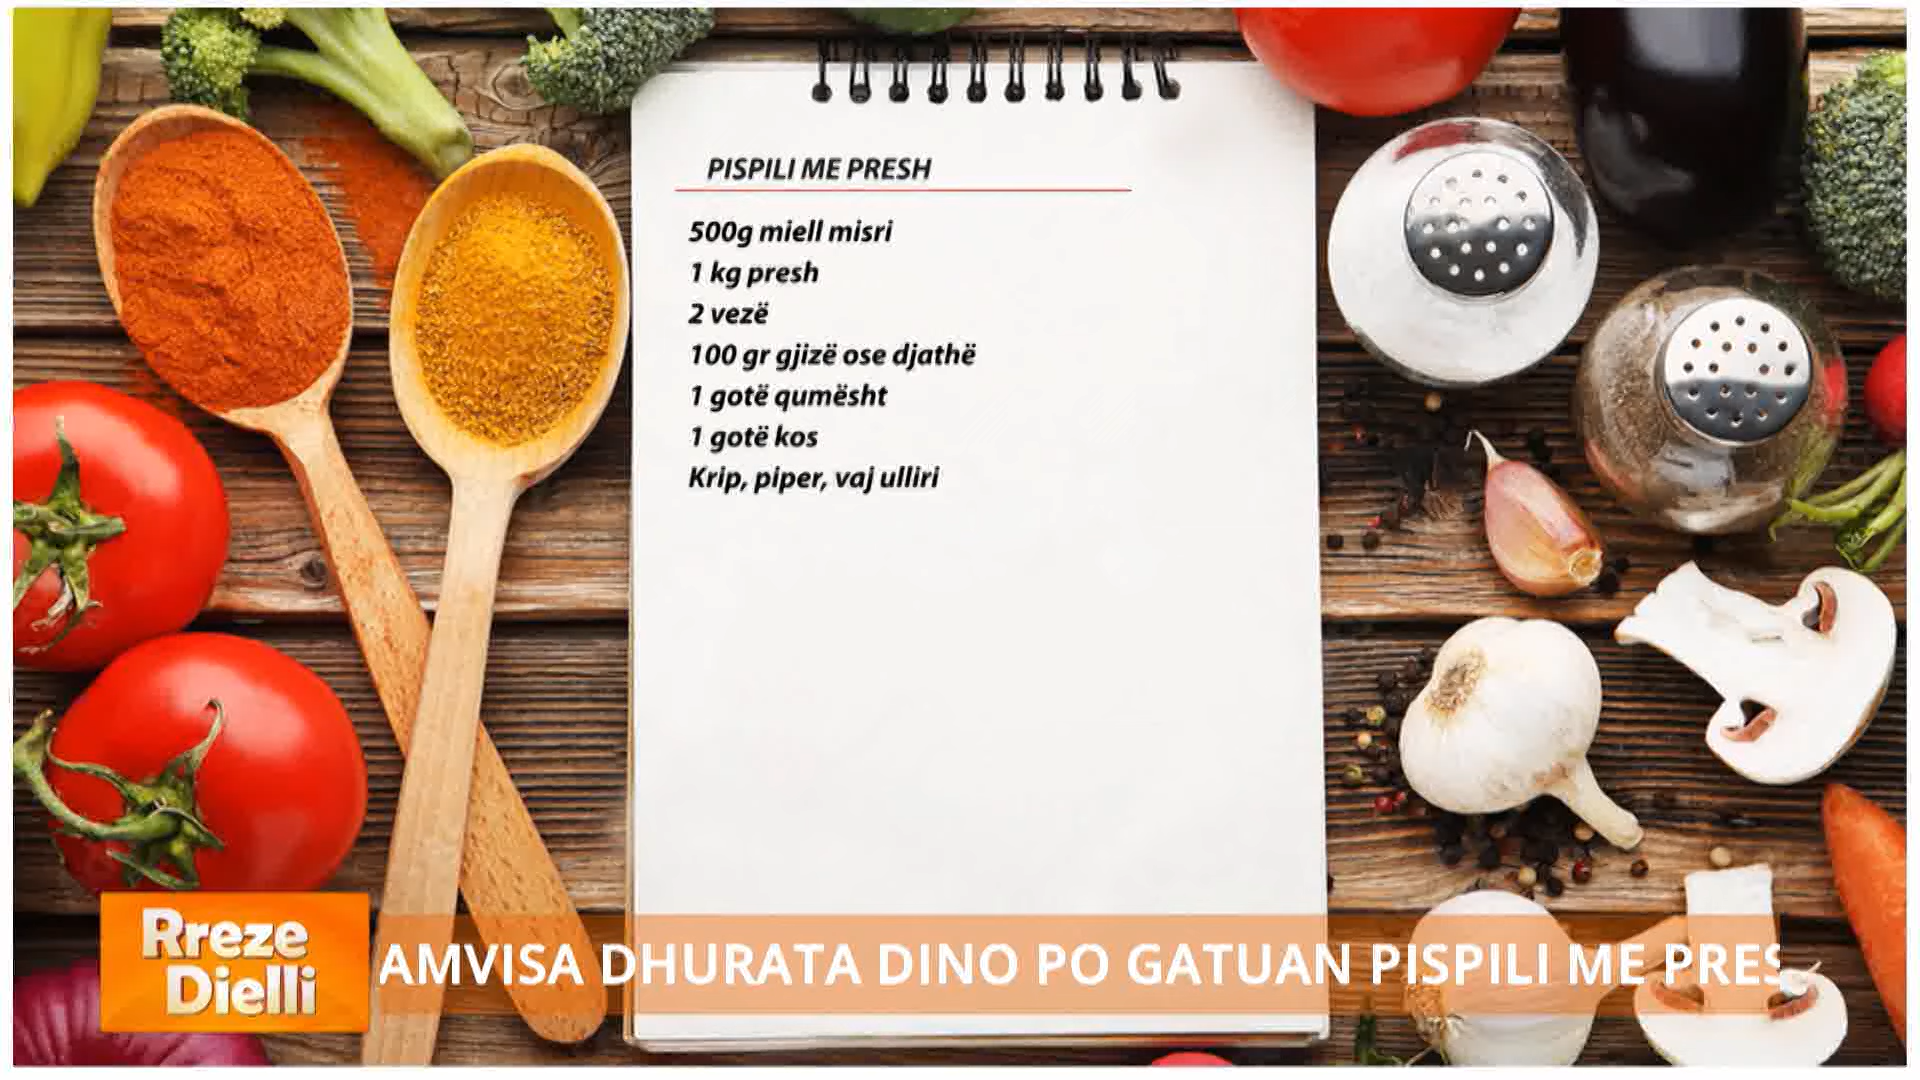 PISPILI ME PRESH
500g miell misri
1 kg presh
2 vezë
100 gr gjizë ose djathë
1 gotë qumësht
1 gotë kos
Krip, piper, vaj ulliri
Rreze
Dielli
AMVISA DHURATA DINO PO GATUAN PISPILI ME PRES